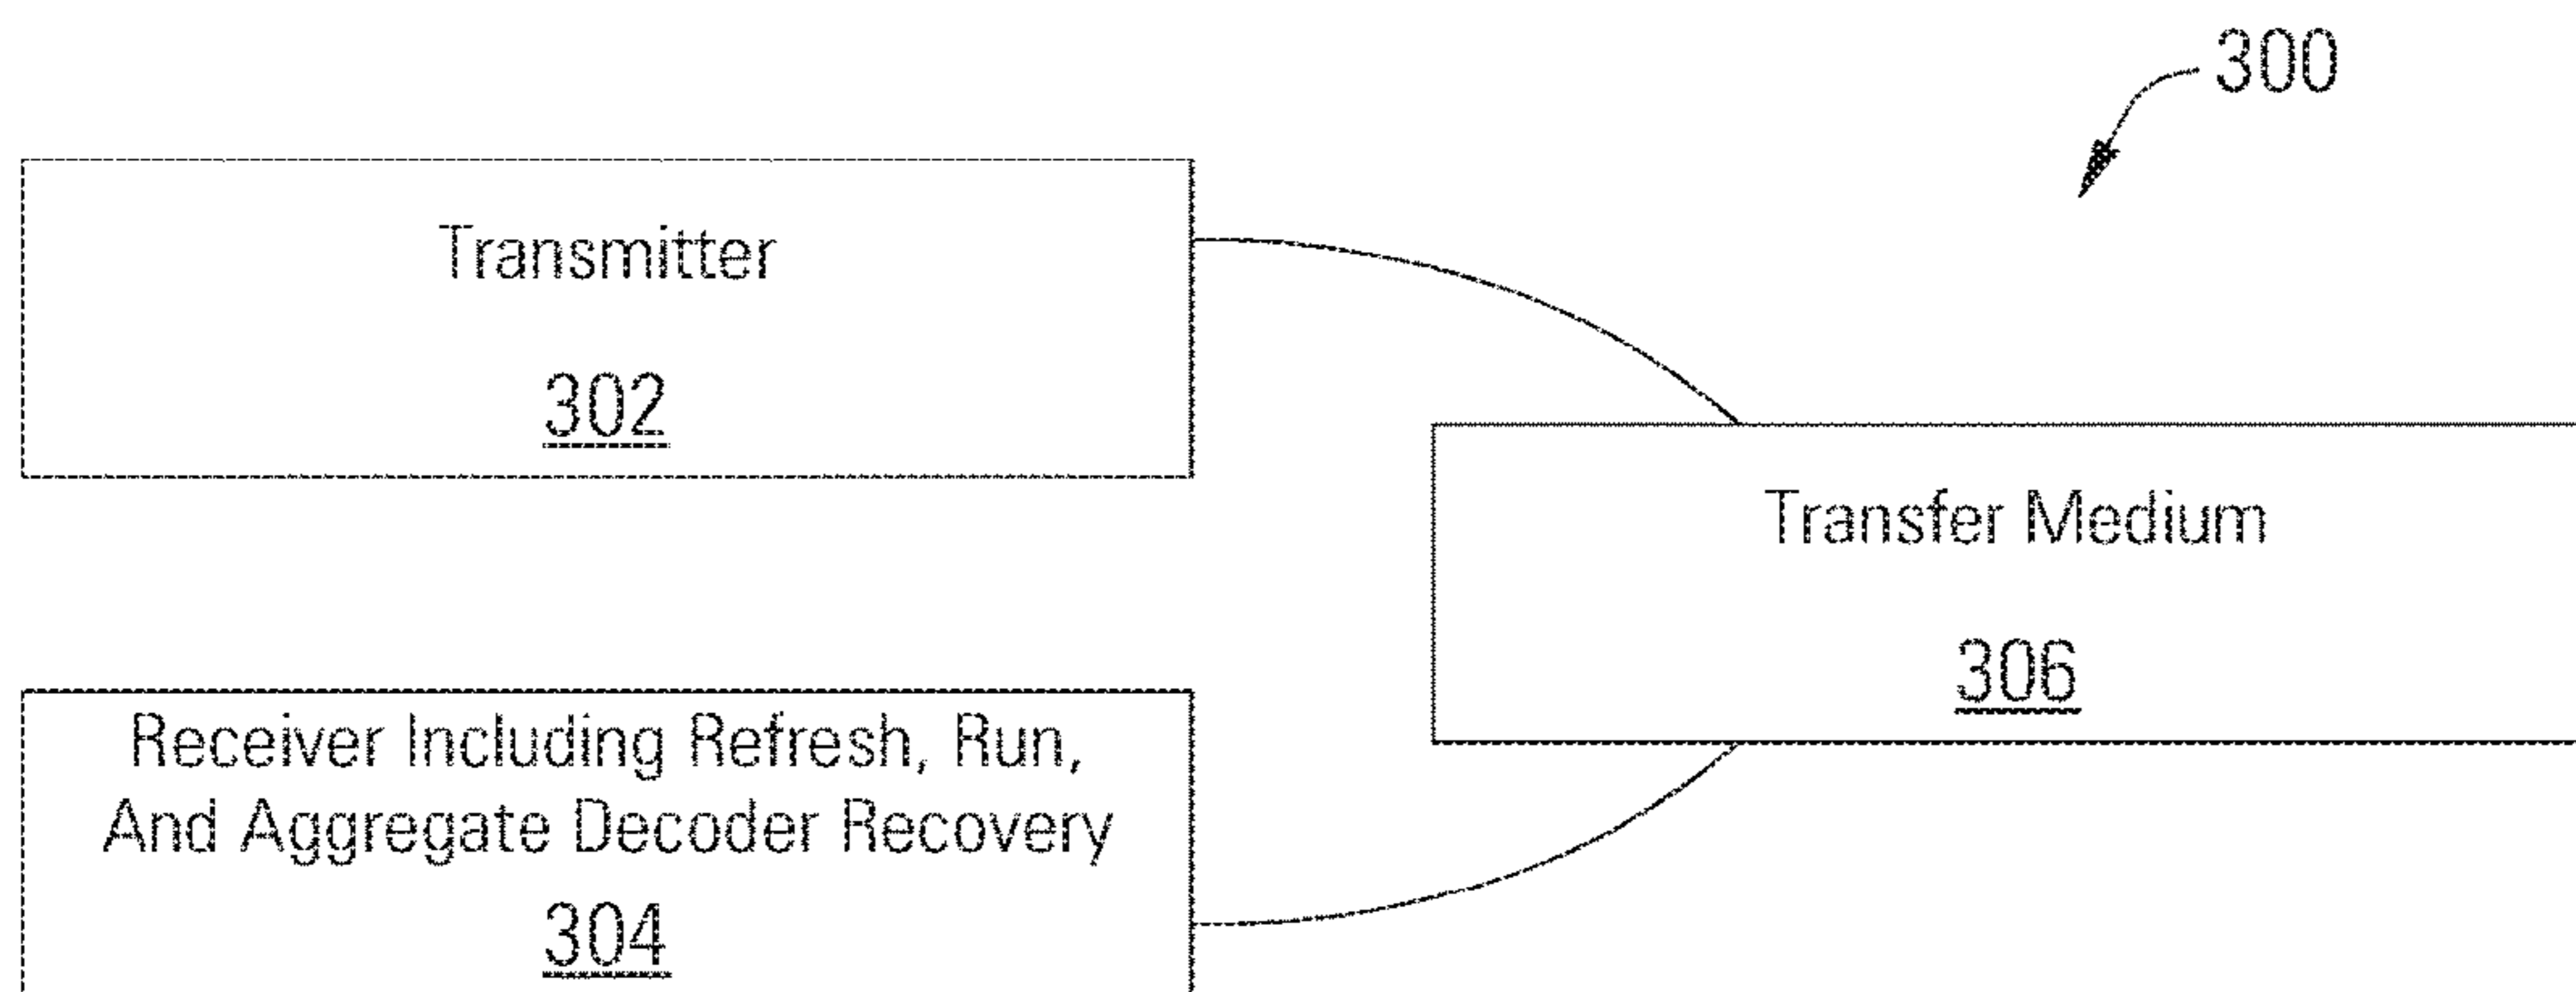 300
Transmitter
302
Transfer Medium
306
Receiver Including Refresh, Run,
And Aggregate Decoder Recovery
304